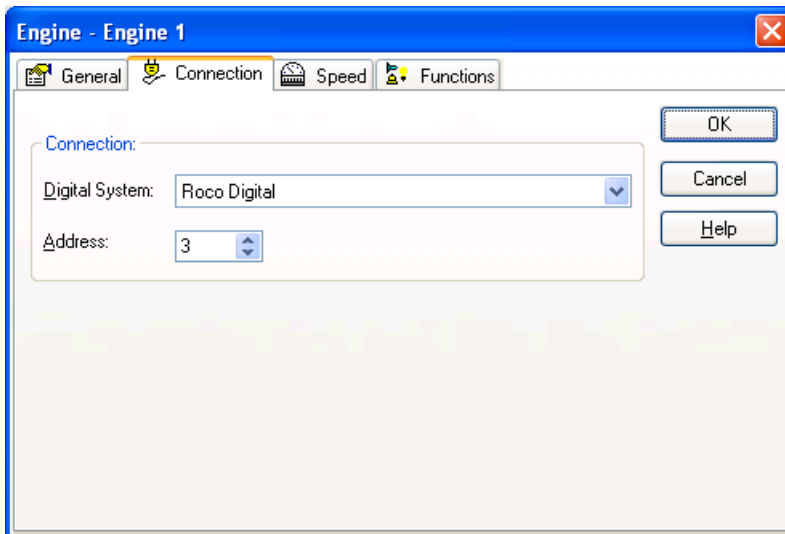 Engine - Engine 1
General Connection Speed Functions
Connection:
Digital System: Roco Digital
Address: 3
OK
Cancel
Help